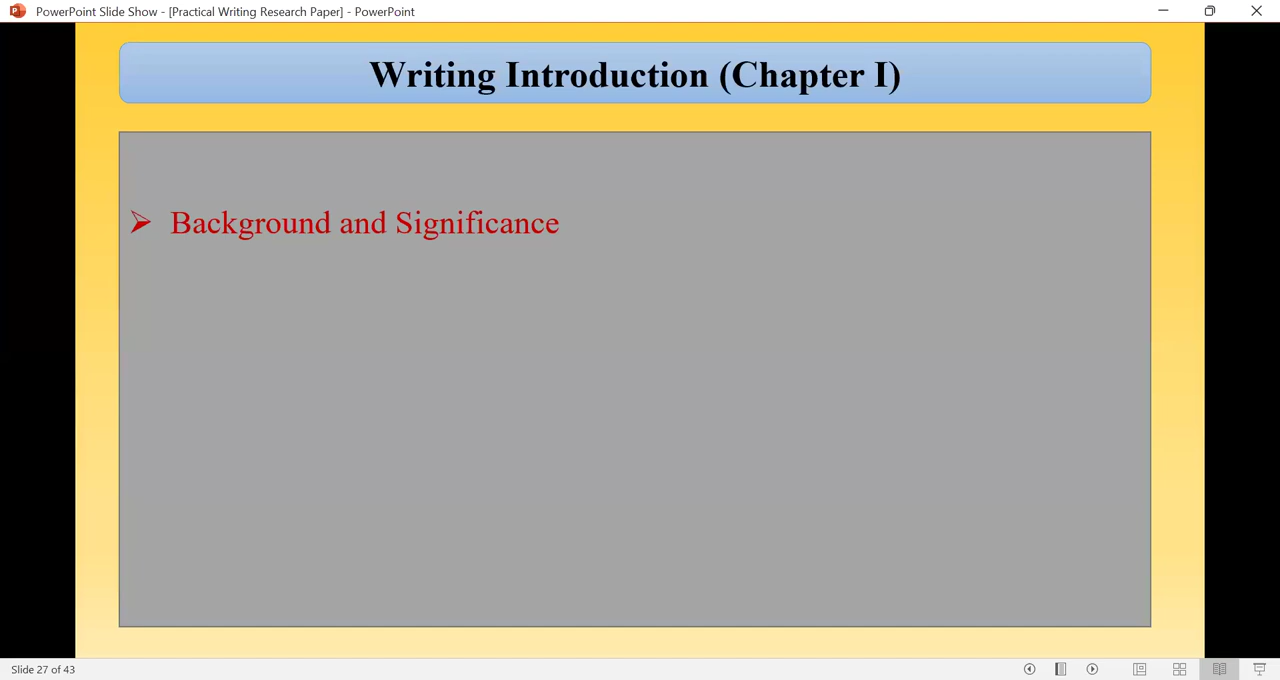 PowerPoint Slide Show - [Practical Writing Research Paper] - PowerPoint
Writing Introduction (Chapter I)
Background and Significance
Slide 27 of 43